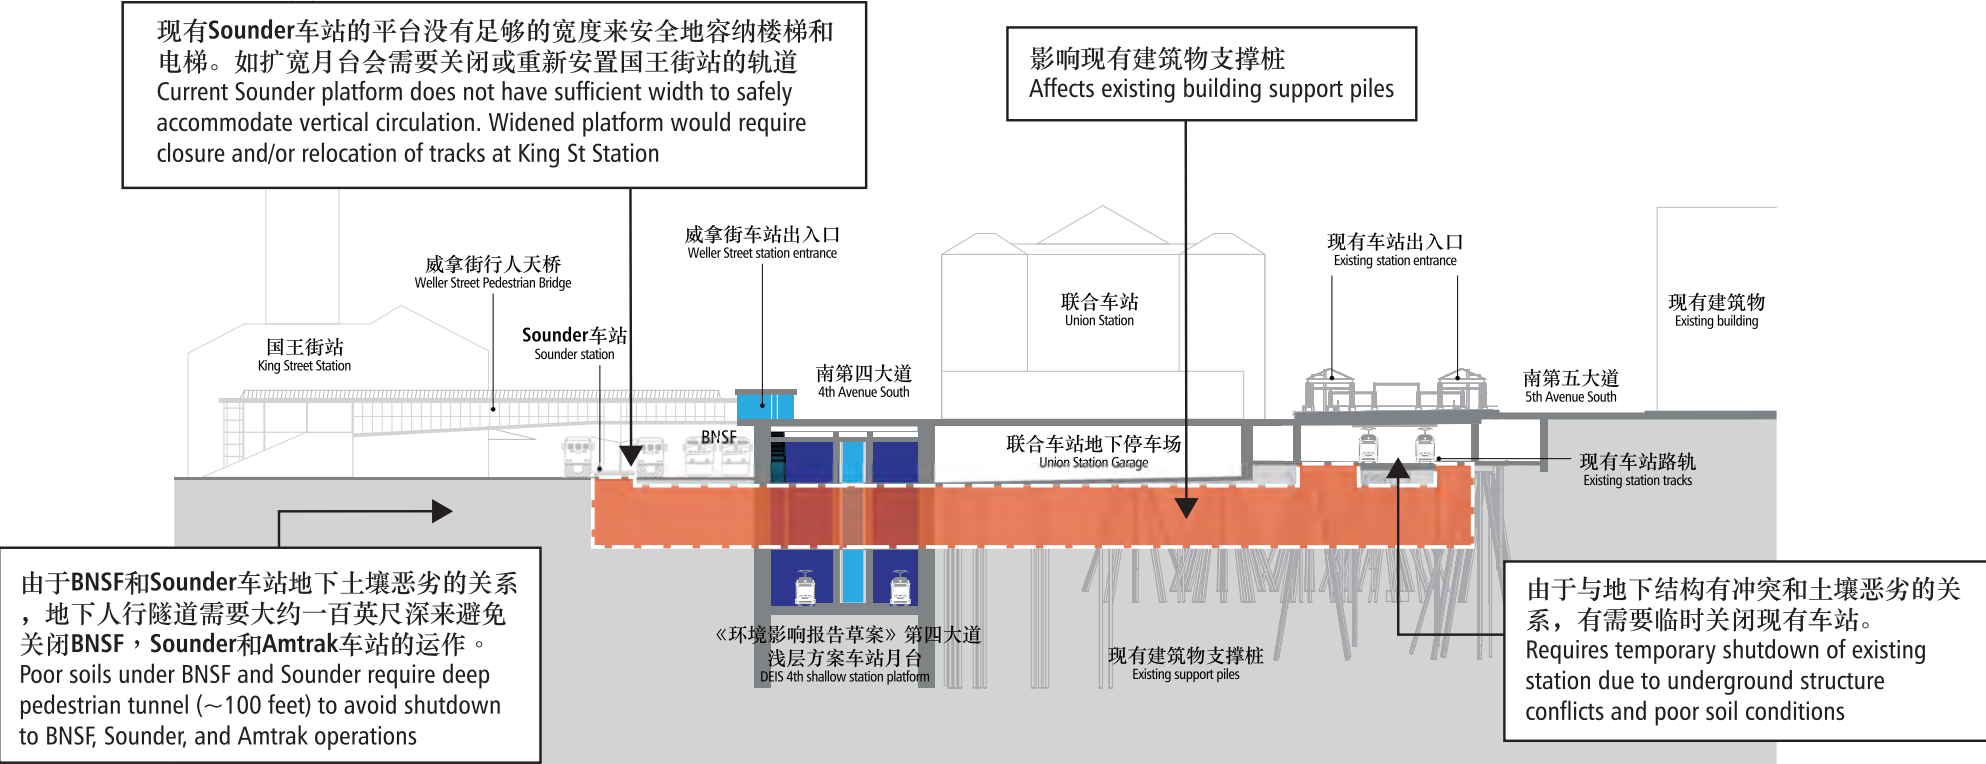 现有Sounder车站的平台没有足够的宽度来安全地容纳楼梯和
电梯。如扩宽月台会需要关闭或重新安置国王街站的轨道
Current Sounder platform does not have sufficient width to safely
accommodate vertical circulation. Widened platform would require
closure and/or relocation of tracks at King St Station
影响现有建筑物支撑桩
Affects existing building support piles
威拿街车站出入口
Weller Street station entrance
现有车站出入口
Existing station entrance
威拿街行人天桥
Weller Street Pedestrian Bridge
联合车站
Union Station
现有建筑物
Existing building
Sounder车站
Sounder station
国王街站
King Street Station
南第四大道
4th Avenue South
南第五大道
5th Avenue South
BNSF
联合车站地下停车场
Union Station Garage
现有车站路轨
Existing station tracks
由于BNSF和Sounder车站地下土壤恶劣的关系
，地下人行隧道需要大约一百英尺深来避免
关闭BNSF，Sounder和Amtrak车站的运作。
Poor soils under BNSF and Sounder require deep
pedestrian tunnel (~100 feet) to avoid shutdown
to BNSF, Sounder, and Amtrak operations
《环境影响报告草案》第四大道
浅层方案车站月台
DEIS 4th shallow station platform
现有建筑物支撑桩
Existing support piles
由于与地下结构有冲突和土壤恶劣的关
系，有需要临时关闭现有车站。
Requires temporary shutdown of existing
station due to underground structure
conflicts and poor soil conditions